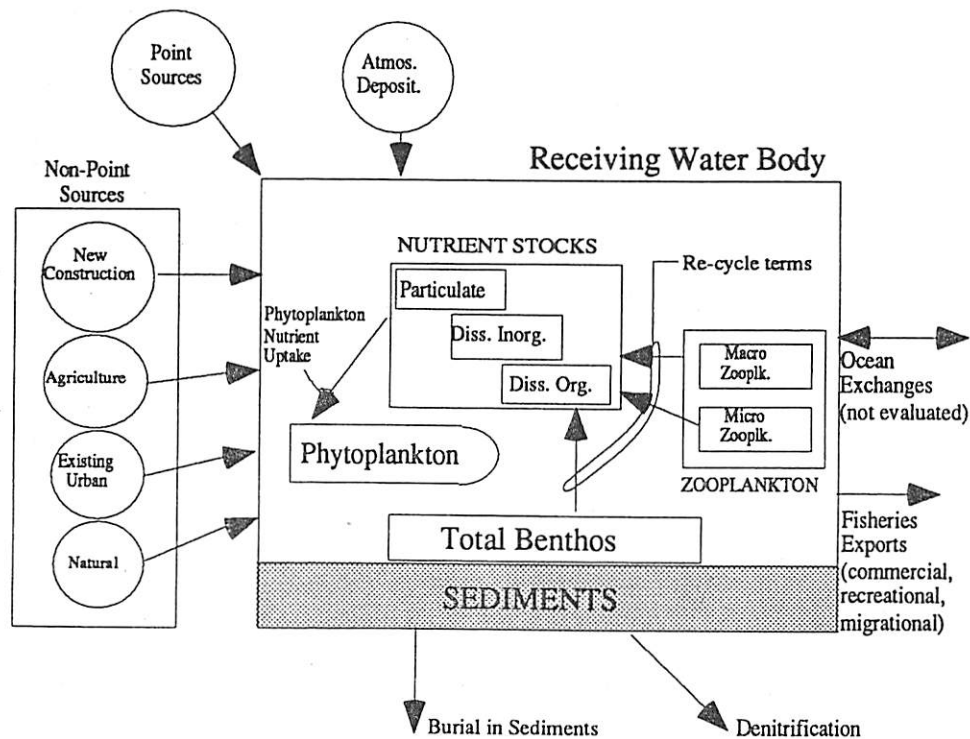 Point
Sources
Atmos.
Deposit.
Receiving Water Body
Non-Point
Sources
New
Construction
Agriculture
Existing
Urban
Natural
NUTRIENT STOCKS
Particulate
Diss. Inorg.
Diss. Org.
Re-cycle terms
Phytoplankton
Nutrient
Uptake
Phytoplankton
Macro
Zooplk.
Micro
Zooplk.
ZOOPLANKTON
Ocean
Exchanges
(not evaluated)
Total Benthos
SEDIMENTS
Fisheries
Exports
(commercial,
recreational,
migrational)
Burial in Sediments
Denitrification